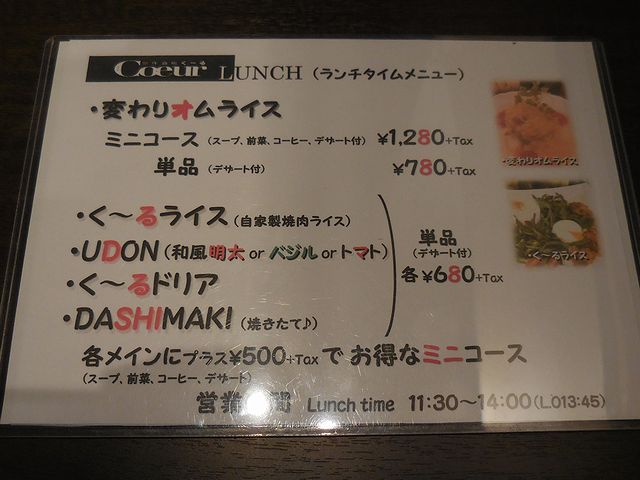 Coeur LUNCH (ランチタイムメニュー)
・変わりオムライス
ミニコース (スープ、前菜、コーヒー、デザート付) ¥1,280+Tax
単品 (デザート付) ¥780+Tax
・変わりオムライス
・く〜るライス (自家製焼肉ライス)
・UDON (和風明太 or バジル or トマト)
・く〜るドリア
・DASHIMAKI (焼きたて♪)
単品
(デザート付)
各¥680+Tax
・く〜るライス
各メインにプラス¥500+Taxで お得なミニコース
(スープ、前菜、コーヒー、デザート)
営業 間 Lunch time 11:30〜14:00(LO13:45)